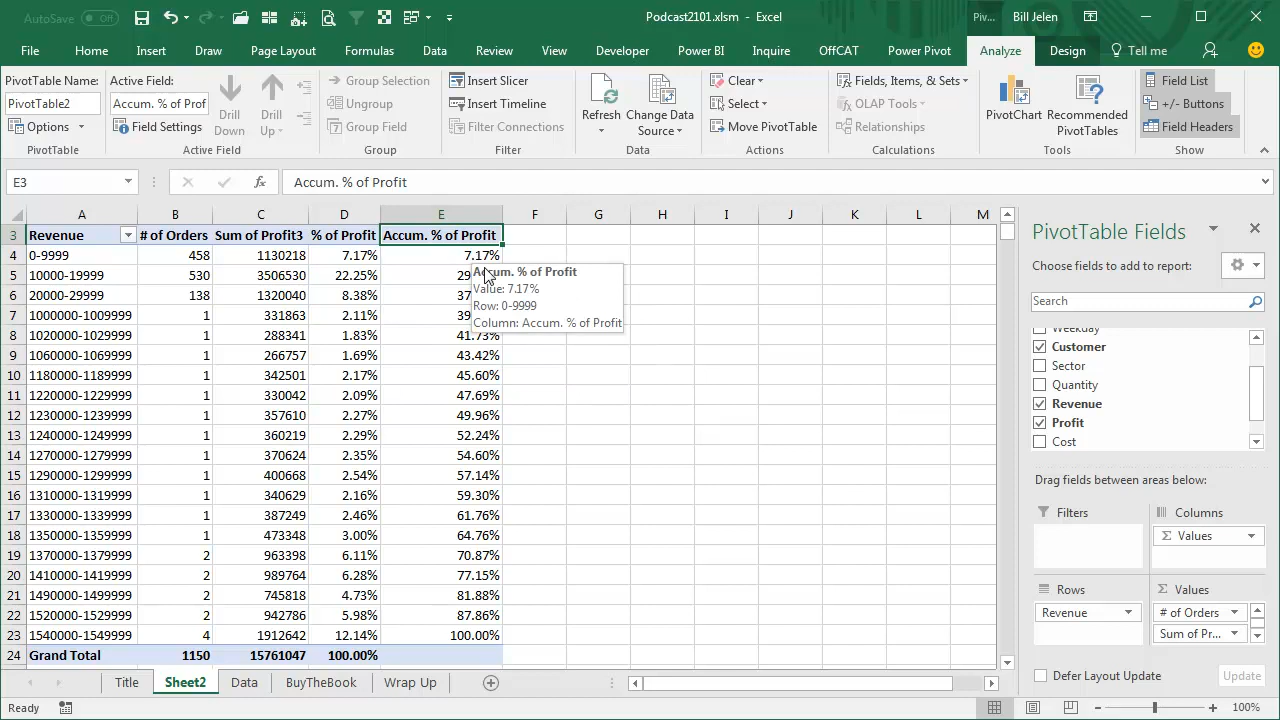 AutoSave Off
Podcast2101.xlsm - Excel
Piv...
Bill Jelen
File Home Insert Draw Page Layout Formulas Data Review View Developer Power BI Inquire OffCAT Power Pivot Analyze Design Tell me
PivotTable Name:
PivotTable2
Options
PivotTable
Active Field:
Accum. % of Prof
Field Settings
Drill Down
Drill Up
Active Field
Group Selection
Ungroup
Group Field
Group
Insert Slicer
Insert Timeline
Filter Connections
Filter
Refresh
Change Data Source
Data
Clear
Select
Move PivotTable
Actions
Fields, Items, & Sets
OLAP Tools
Relationships
Calculations
PivotChart
Recommended PivotTables
Tools
Field List
+/- Buttons
Field Headers
Show
E3 fx Accum. % of Profit
A B C D E F G H I J K L M
3 Revenue # of Orders Sum of Profit3 % of Profit Accum. % of Profit
4 0-9999 458 1130218 7.17% 7.17%
5 10000-19999 530 3506530 22.25% 29
6 20000-29999 138 1320040 8.38% 37
7 1000000-1009999 1 331863 2.11% 39
8 1020000-1029999 1 288341 1.83% 41.73%
9 1060000-1069999 1 266757 1.69% 43.42%
10 1180000-1189999 1 342501 2.17% 45.60%
11 1220000-1229999 1 330042 2.09% 47.69%
12 1230000-1239999 1 357610 2.27% 49.96%
13 1240000-1249999 1 360219 2.29% 52.24%
14 1270000-1279999 1 370624 2.35% 54.60%
15 1290000-1299999 1 400668 2.54% 57.14%
16 1310000-1319999 1 340629 2.16% 59.30%
17 1330000-1339999 1 387249 2.46% 61.76%
18 1350000-1359999 1 473348 3.00% 64.76%
19 1370000-1379999 2 963398 6.11% 70.87%
20 1410000-1419999 2 989764 6.28% 77.15%
21 1490000-1499999 2 745818 4.73% 81.88%
22 1520000-1529999 2 942786 5.98% 87.86%
23 1540000-1549999 4 1912642 12.14% 100.00%
24 Grand Total 1150 15761047 100.00%
Accum. % of Profit
Value: 7.17%
Row: 0-9999
Column: Accum. % of Profit
PivotTable Fields
Choose fields to add to report:
Search
Weekday
Customer
Sector
Quantity
Revenue
Profit
Cost
Drag fields between areas below:
Filters
Columns
Σ Values
Rows
Revenue
Σ Values
# of Orders
Sum of Pr...
Defer Layout Update
Update
Title Sheet2 Data BuyTheBook Wrap Up
Ready
100%